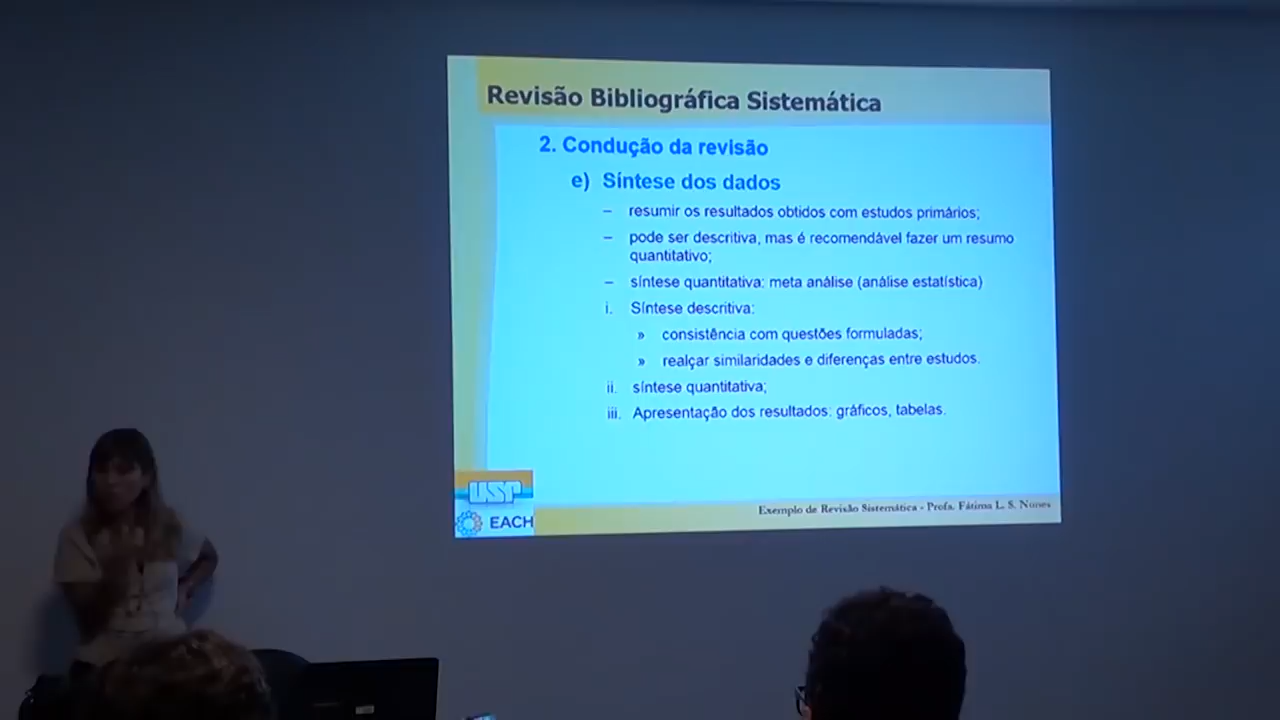 Revisão Bibliográfica Sistemática
2. Condução da revisão
e) Síntese dos dados
– resumir os resultados obtidos com estudos primários;
– pode ser descritiva, mas é recomendável fazer um resumo
quantitativo;
– síntese quantitativa: meta análise (análise estatística)
i. Síntese descritiva:
» consistência com questões formuladas;
» realçar similaridades e diferenças entre estudos.
ii. síntese quantitativa;
iii. Apresentação dos resultados: gráficos, tabelas.
USP
EACH
Exemplo de Revisão Sistemática - Profa. Fátima L. S. Nunes